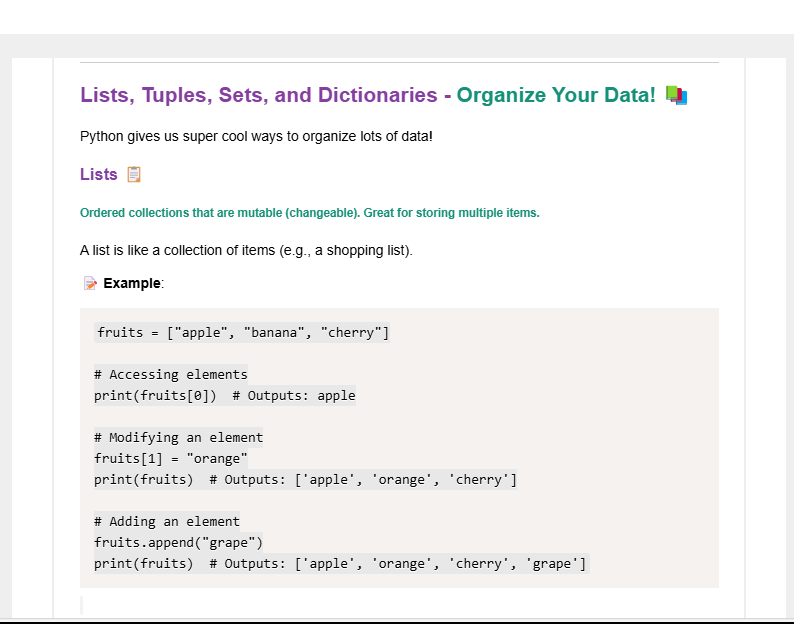 Lists, Tuples, Sets, and Dictionaries - Organize Your Data! 📚
Python gives us super cool ways to organize lots of data!
Lists 📋
Ordered collections that are mutable (changeable). Great for storing multiple items.
A list is like a collection of items (e.g., a shopping list).
📝 Example:
fruits = ["apple", "banana", "cherry"]
# Accessing elements
print(fruits[0])  # Outputs: apple
# Modifying an element
fruits[1] = "orange"
print(fruits)  # Outputs: ['apple', 'orange', 'cherry']
# Adding an element
fruits.append("grape")
print(fruits)  # Outputs: ['apple', 'orange', 'cherry', 'grape']